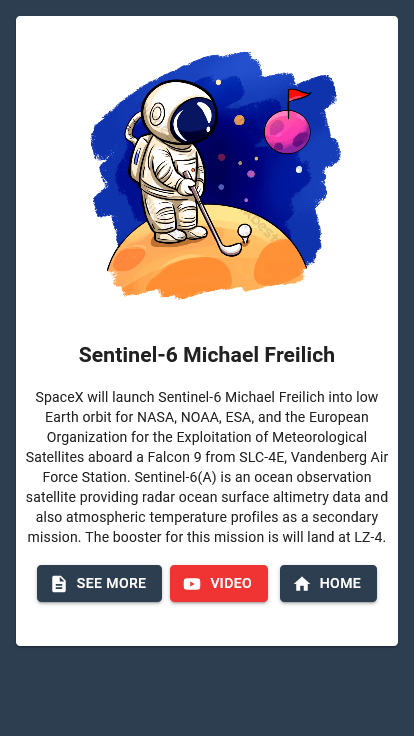 Sentinel-6 Michael Freilich
SpaceX will launch Sentinel-6 Michael Freilich into low
Earth orbit for NASA, NOAA, ESA, and the European
Organization for the Exploitation of Meteorological
Satellites aboard a Falcon 9 from SLC-4E, Vandenberg Air
Force Station. Sentinel-6(A) is an ocean observation
satellite providing radar ocean surface altimetry data and
also atmospheric temperature profiles as a secondary
mission. The booster for this mission is will land at LZ-4.
SEE MORE VIDEO HOME